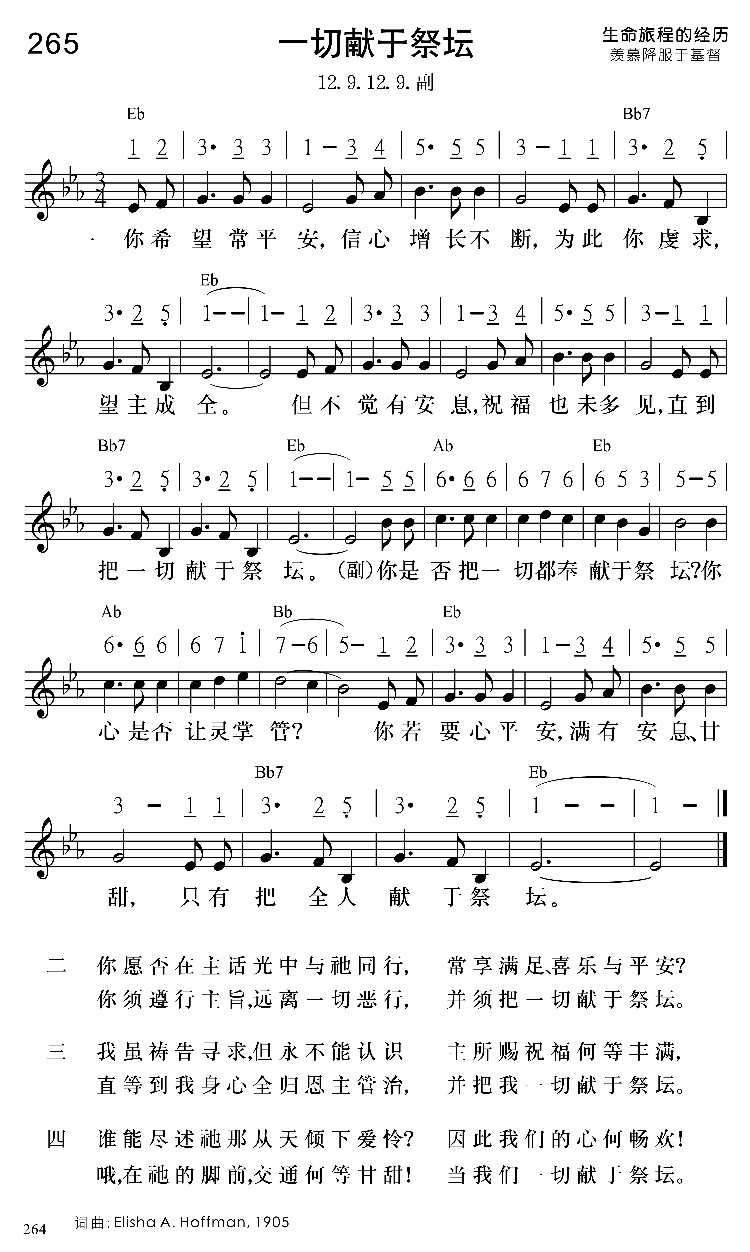 265
一切献于祭坛
生命旅程的经历
羡慕降服于基督
12. 9. 12. 9. 副
Eb Bb7
1 2 | 3• 3 3 | 1 – 3 4 | 5• 5 5 | 3 – 1 1 | 3• 2 5 |
你希望常平安，信心增长不断，为此你虔求，
Eb
3• 2 5 | 1 – – | 1 – 1 2 | 3• 3 3 | 1 – 3 4 | 5• 5 5 | 3 – 1 1 |
望主成全。 但不觉有安息，祝福也未多见，直到
Bb7 Eb Ab Eb
3• 2 5 | 3• 2 5 | 1 – – | 1 – 5 5 | 6• 6 6 | 6 7 6 | 6 5 3 | 5 – 5 |
把一切献于祭坛。（副）你是否把一切都奉献于祭坛？你
Ab Bb Eb
6• 6 6 | 6 7 1 | 7 – 6 | 5 – 1 2 | 3• 3 3 | 1 – 3 4 | 5• 5 5 |
心是否让灵掌管？ 你若要心平安，满有安息、甘
Bb7 Eb
3 – 1 1 | 3• 2 5 | 3• 2 5 | 1 – – | 1 – ‖
甜， 只有把全人献于祭坛。
二 你愿否在主话光中与祂同行， 常享满足、喜乐与平安？
你须遵行主旨，远离一切恶行， 并须把一切献于祭坛。
三 我虽祷告寻求，但永不能认识 主所赐祝福何等丰满，
直等到我身心全归恩主管治， 并把我一切献于祭坛。
四 谁能尽述祂那从天倾下爱怜？ 因此我们的心何畅欢！
哦，在祂的脚前，交通何等甘甜！ 当我们一切献于祭坛。
词曲: Elisha A. Hoffman, 1905
264